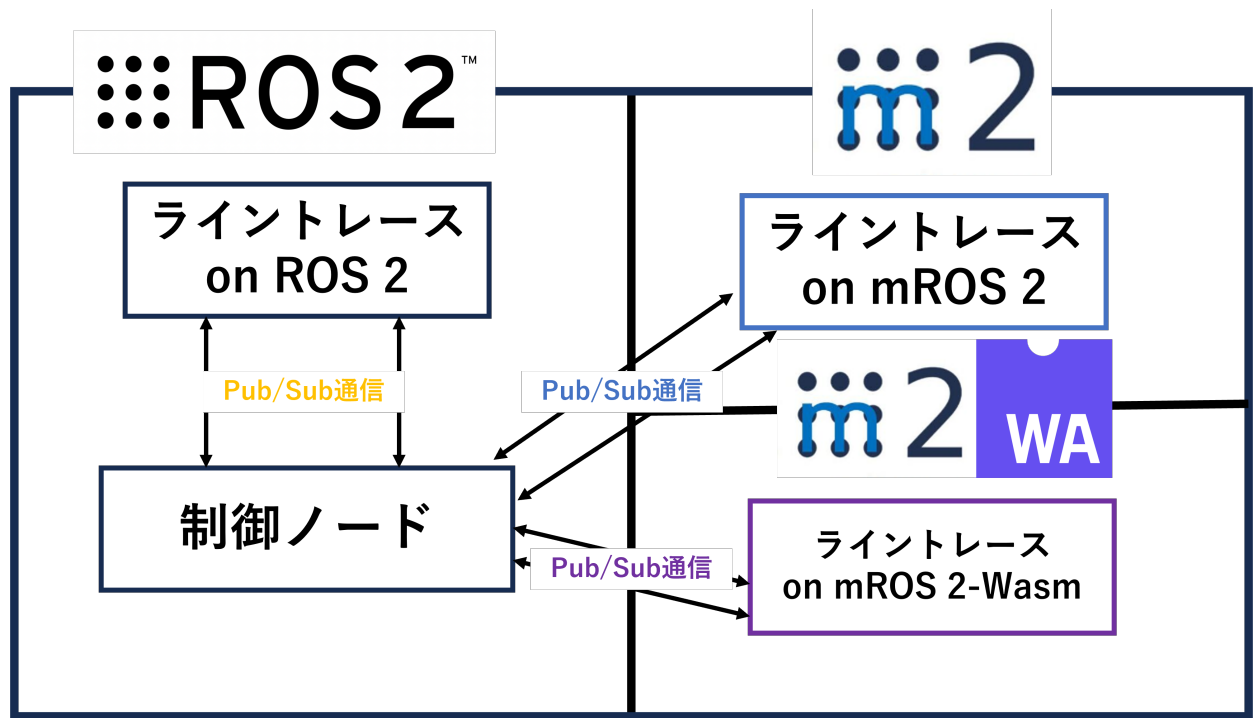 ROS 2™
m 2
ライントレース
on ROS 2
ライントレース
on mROS 2
Pub/Sub通信
Pub/Sub通信
m 2
WA
制御ノード
Pub/Sub通信
ライントレース
on mROS 2-Wasm